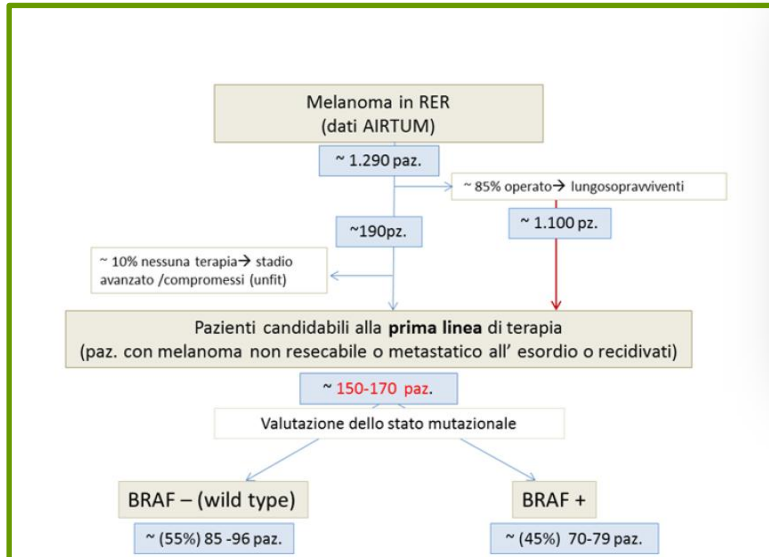 Melanoma in RER
(dati AIRTUM)
~ 1.290 paz.
~ 85% operato→ lungosopravviventi
~190pz.
~ 1.100 pz.
~ 10% nessuna terapia→ stadio
avanzato /compromessi (unfit)
Pazienti candidabili alla prima linea di terapia
(paz. con melanoma non resecabile o metastatico all' esordio o recidivati)
~ 150-170 paz.
Valutazione dello stato mutazionale
BRAF – (wild type)
BRAF +
~ (55%) 85 -96 paz.
~ (45%) 70-79 paz.